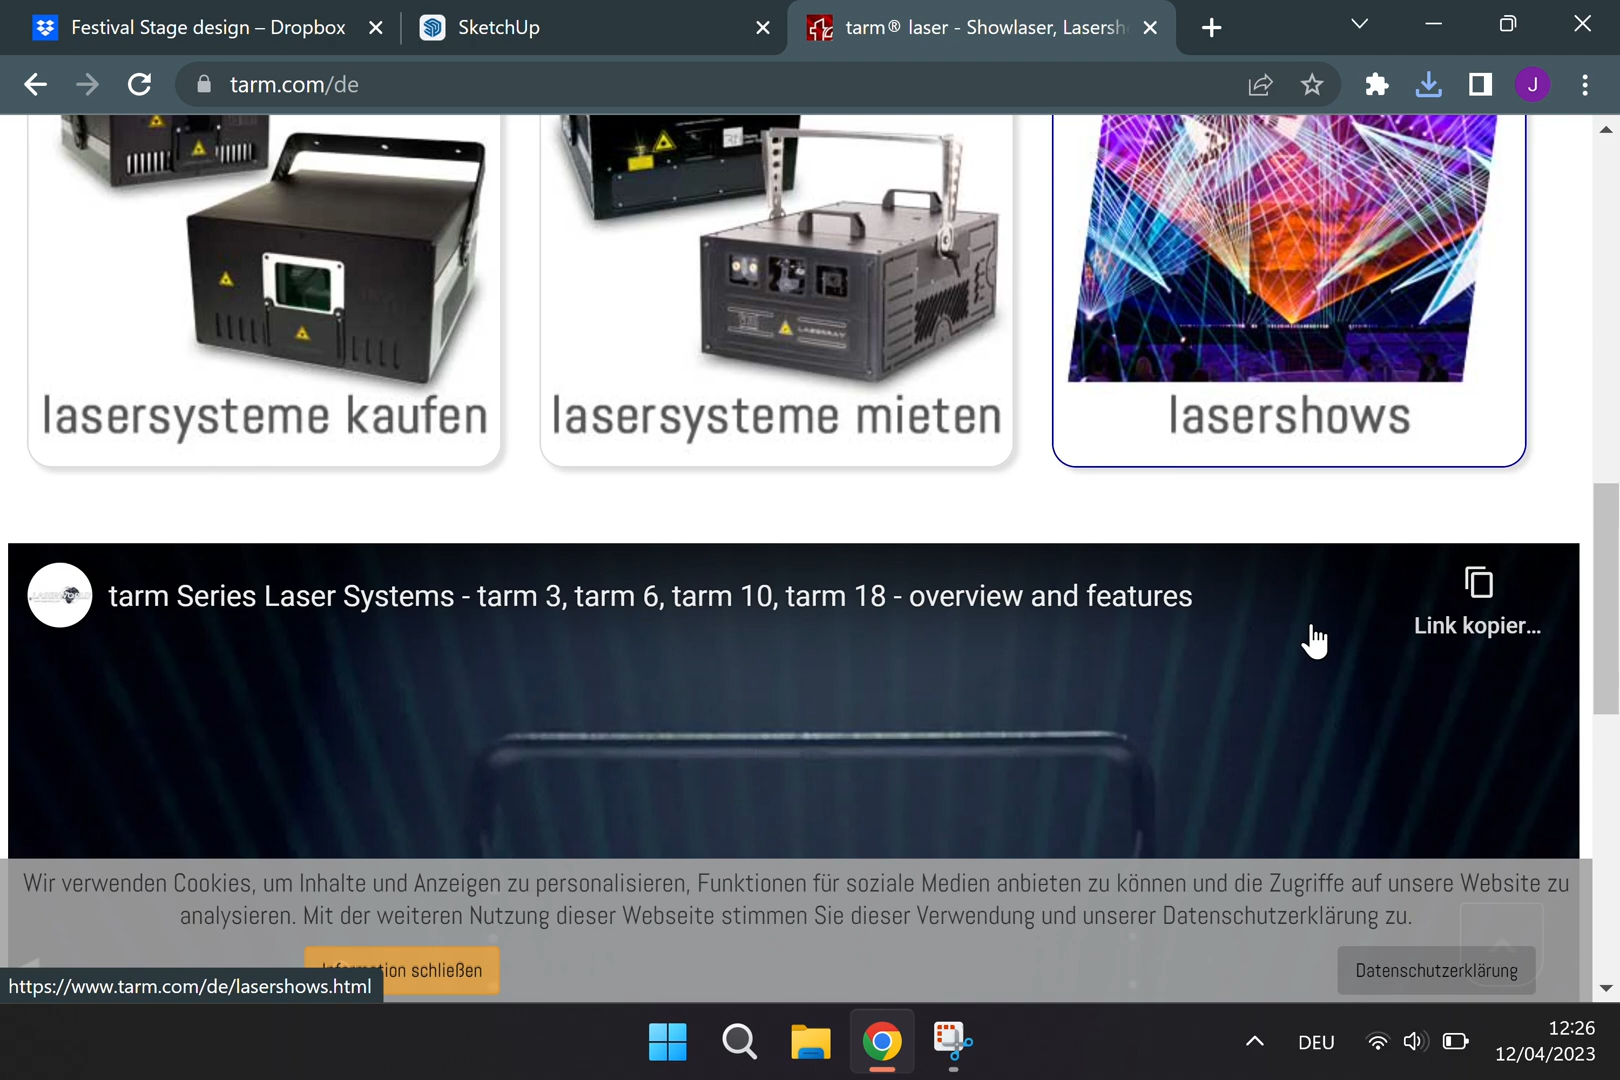 Festival Stage design – Dropbox
SketchUp
tarm® laser - Showlaser, Lasersh
tarm.com/de
J
lasersysteme kaufen
lasersysteme mieten
lasershows
tarm Series Laser Systems - tarm 3, tarm 6, tarm 10, tarm 18 - overview and features
Link kopier...
Wir verwenden Cookies, um Inhalte und Anzeigen zu personalisieren, Funktionen für soziale Medien anbieten zu können und die Zugriffe auf unsere Website zu
analysieren. Mit der weiteren Nutzung dieser Webseite stimmen Sie dieser Verwendung und unserer Datenschutzerklärung zu.
Information schließen
Datenschutzerklärung
https://www.tarm.com/de/lasershows.html
DEU
12:26
12/04/2023